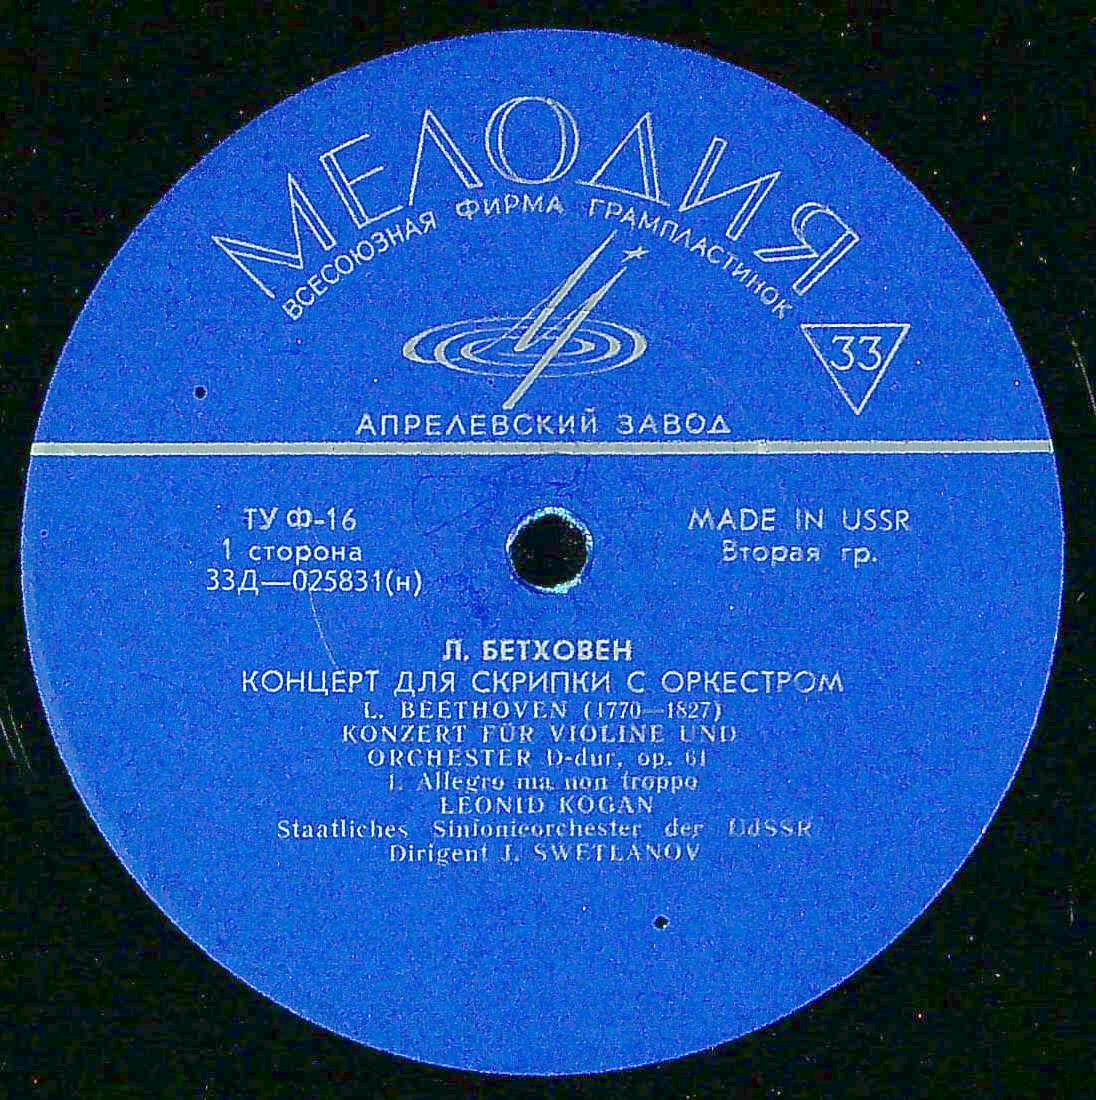 МЕЛОДИЯ
ВСЕСОЮЗНАЯ ФИРМА ГРАМПЛАСТИНОК
33
АПРЕЛЕВСКИЙ ЗАВОД
ТУ Ф-16
MADE IN USSR
1 сторона
Вторая гр.
33Д—025831(н)
Л. БЕТХОВЕН
КОНЦЕРТ ДЛЯ СКРИПКИ С ОРКЕСТРОМ
L. BEETHOVEN (1770—1827)
KONZERT FÜR VIOLINE UND
ORCHESTER D-dur, op. 61
1. Allegro ma non troppo
LEONID KOGAN
Staatliches Sinfonieorchester der UdSSR
Dirigent J. SWETLANOV